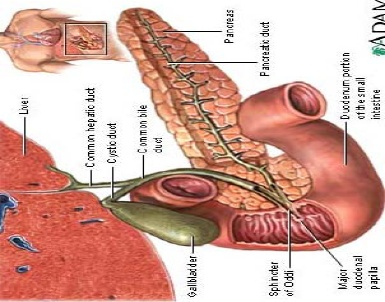 Liver
Common hepatic duct
Cystic duct
Common bile
duct
Pancreas
Pancreatic duct
Duodenum portion
of the small
intestine
Gallbladder
Sphincter
of Oddi
Major
duodenal
papilla
ADAM